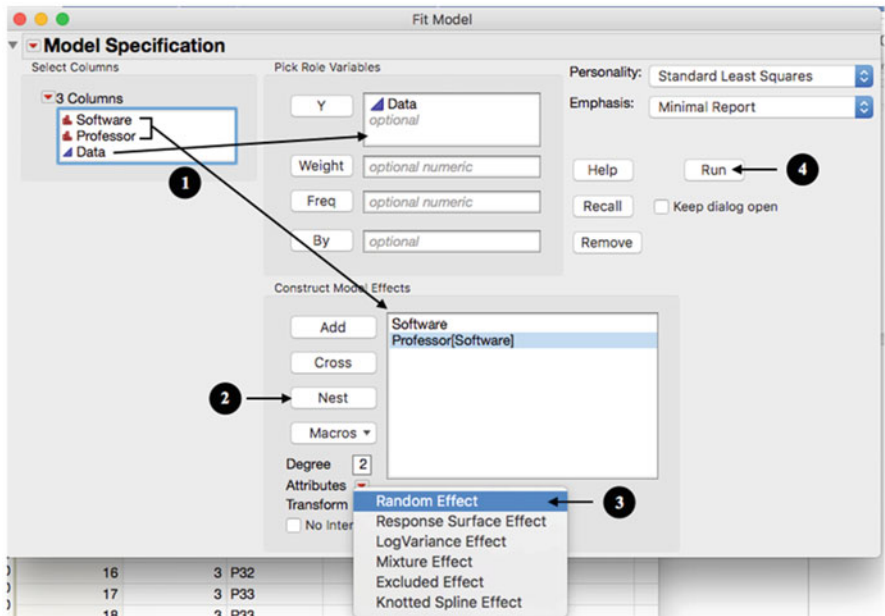 Fit Model
Model Specification
Select Columns
3 Columns
Software
Professor
Data
1
Pick Role Variables
Y
Data
optional
Weight
optional numeric
Freq
optional numeric
By
optional
Personality:
Standard Least Squares
Emphasis:
Minimal Report
Help
Run
4
Recall
Keep dialog open
Remove
Construct Model Effects
Add
Software
Professor[Software]
Cross
2
Nest
Macros
Degree
2
Attributes
Transform
No Inter
Random Effect
3
Response Surface Effect
LogVariance Effect
Mixture Effect
Excluded Effect
Knotted Spline Effect
16 3 P32
17 3 P33
18 3 P33